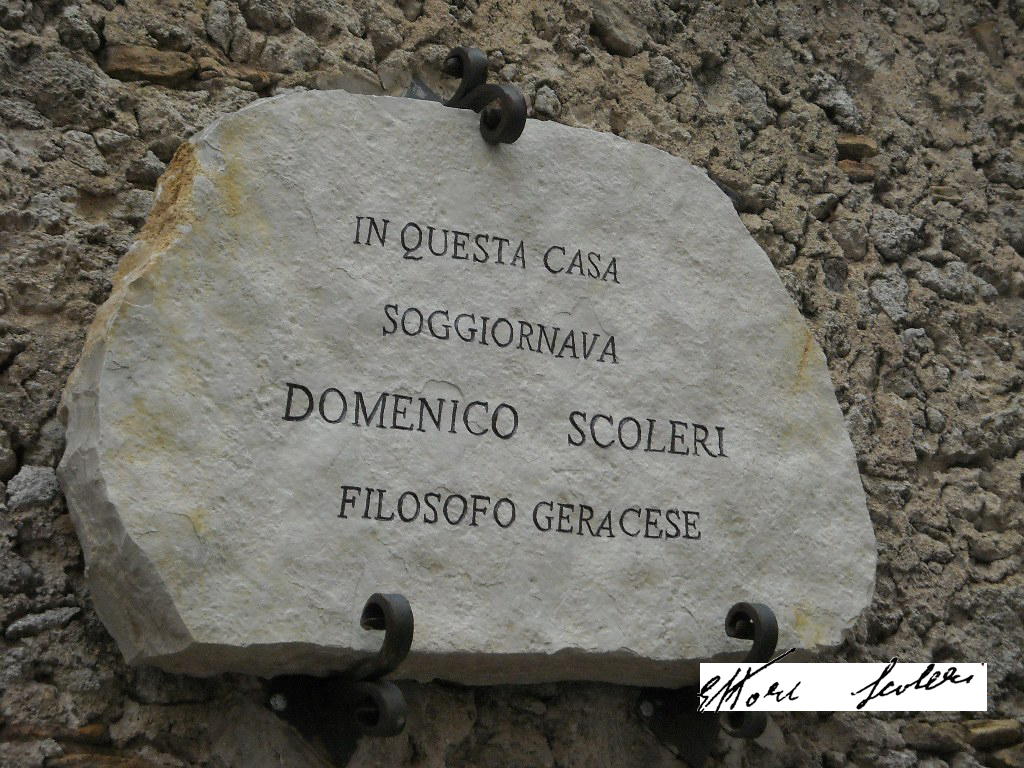 IN QUESTA CASA
SOGGIORNAVA
DOMENICO SCOLERI
FILOSOFO GERACESE
Ettore Scoleri